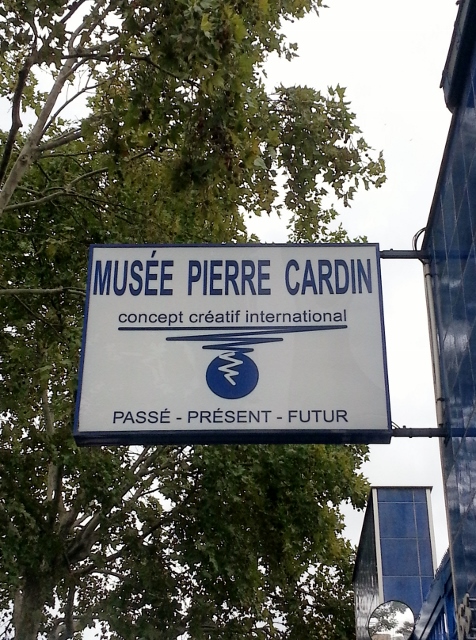 MUSÉE PIERRE CARDIN
concept créatif international
PASSÉ - PRÉSENT - FUTUR